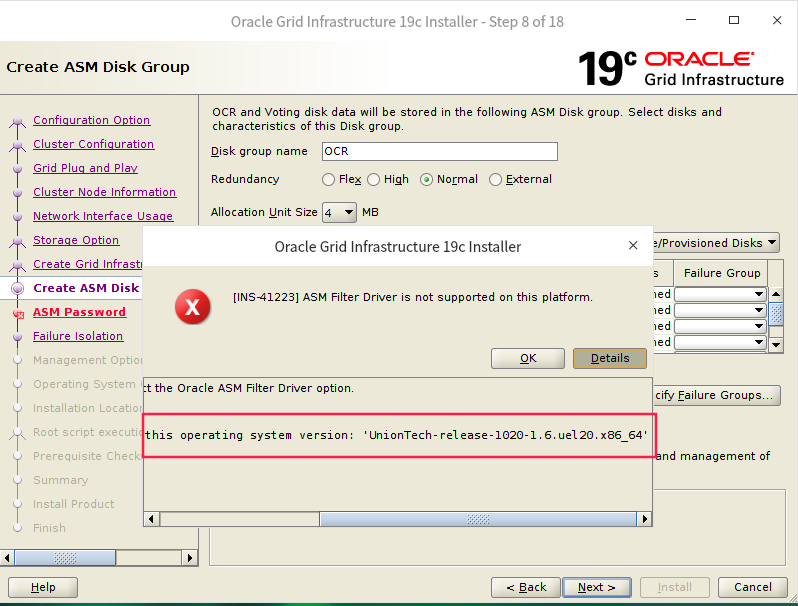 Oracle Grid Infrastructure 19c Installer - Step 8 of 18
Create ASM Disk Group
19c ORACLE
Grid Infrastructure
Configuration Option
Cluster Configuration
Grid Plug and Play
Cluster Node Information
Network Interface Usage
Storage Option
Create Grid Infrast
Create ASM Disk
ASM Password
Failure Isolation
Management Option
Operating System
Installation Location
Root script executi
Prerequisite Check
Summary
Install Product
Finish
OCR and Voting disk data will be stored in the following ASM Disk group. Select disks and
characteristics of this Disk group.
Disk group name OCR
Redundancy Flex High Normal External
Allocation Unit Size 4 MB
e/Provisioned Disks
s Failure Group
ned
ned
ned
ned
cify Failure Groups...
and management of
Oracle Grid Infrastructure 19c Installer
[INS-41223] ASM Filter Driver is not supported on this platform.
OK Details
ct the Oracle ASM Filter Driver option.
this operating system version: 'UnionTech-release-1020-1.6.uel20.x86_64'
Help < Back Next > Install Cancel